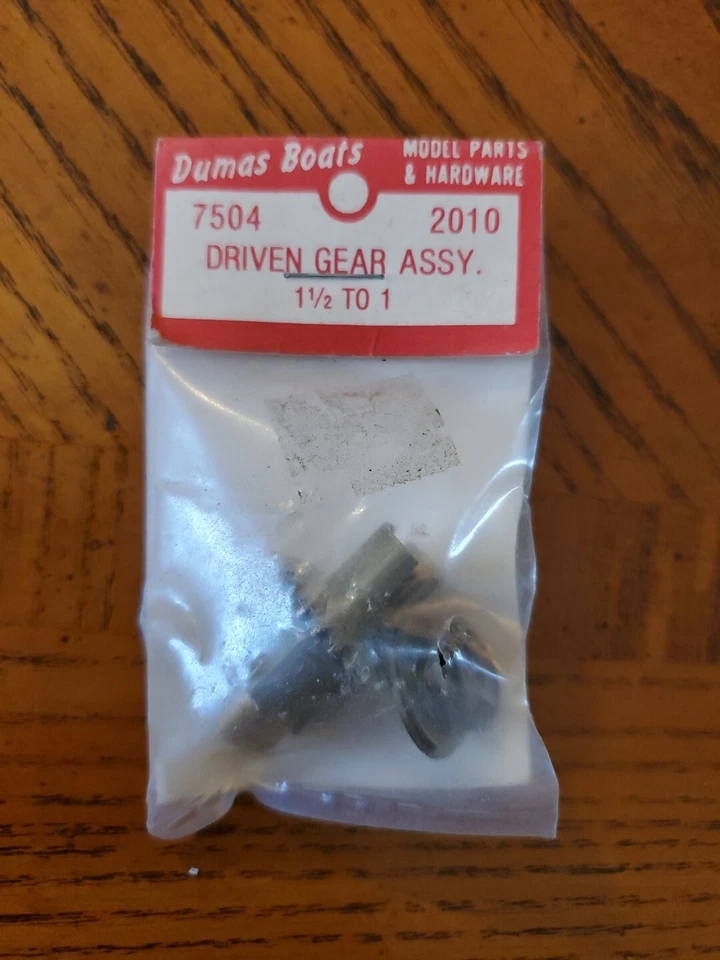 Dumas Boats
MODEL PARTS
& HARDWARE
7504 2010
DRIVEN GEAR ASSY.
1½ TO 1